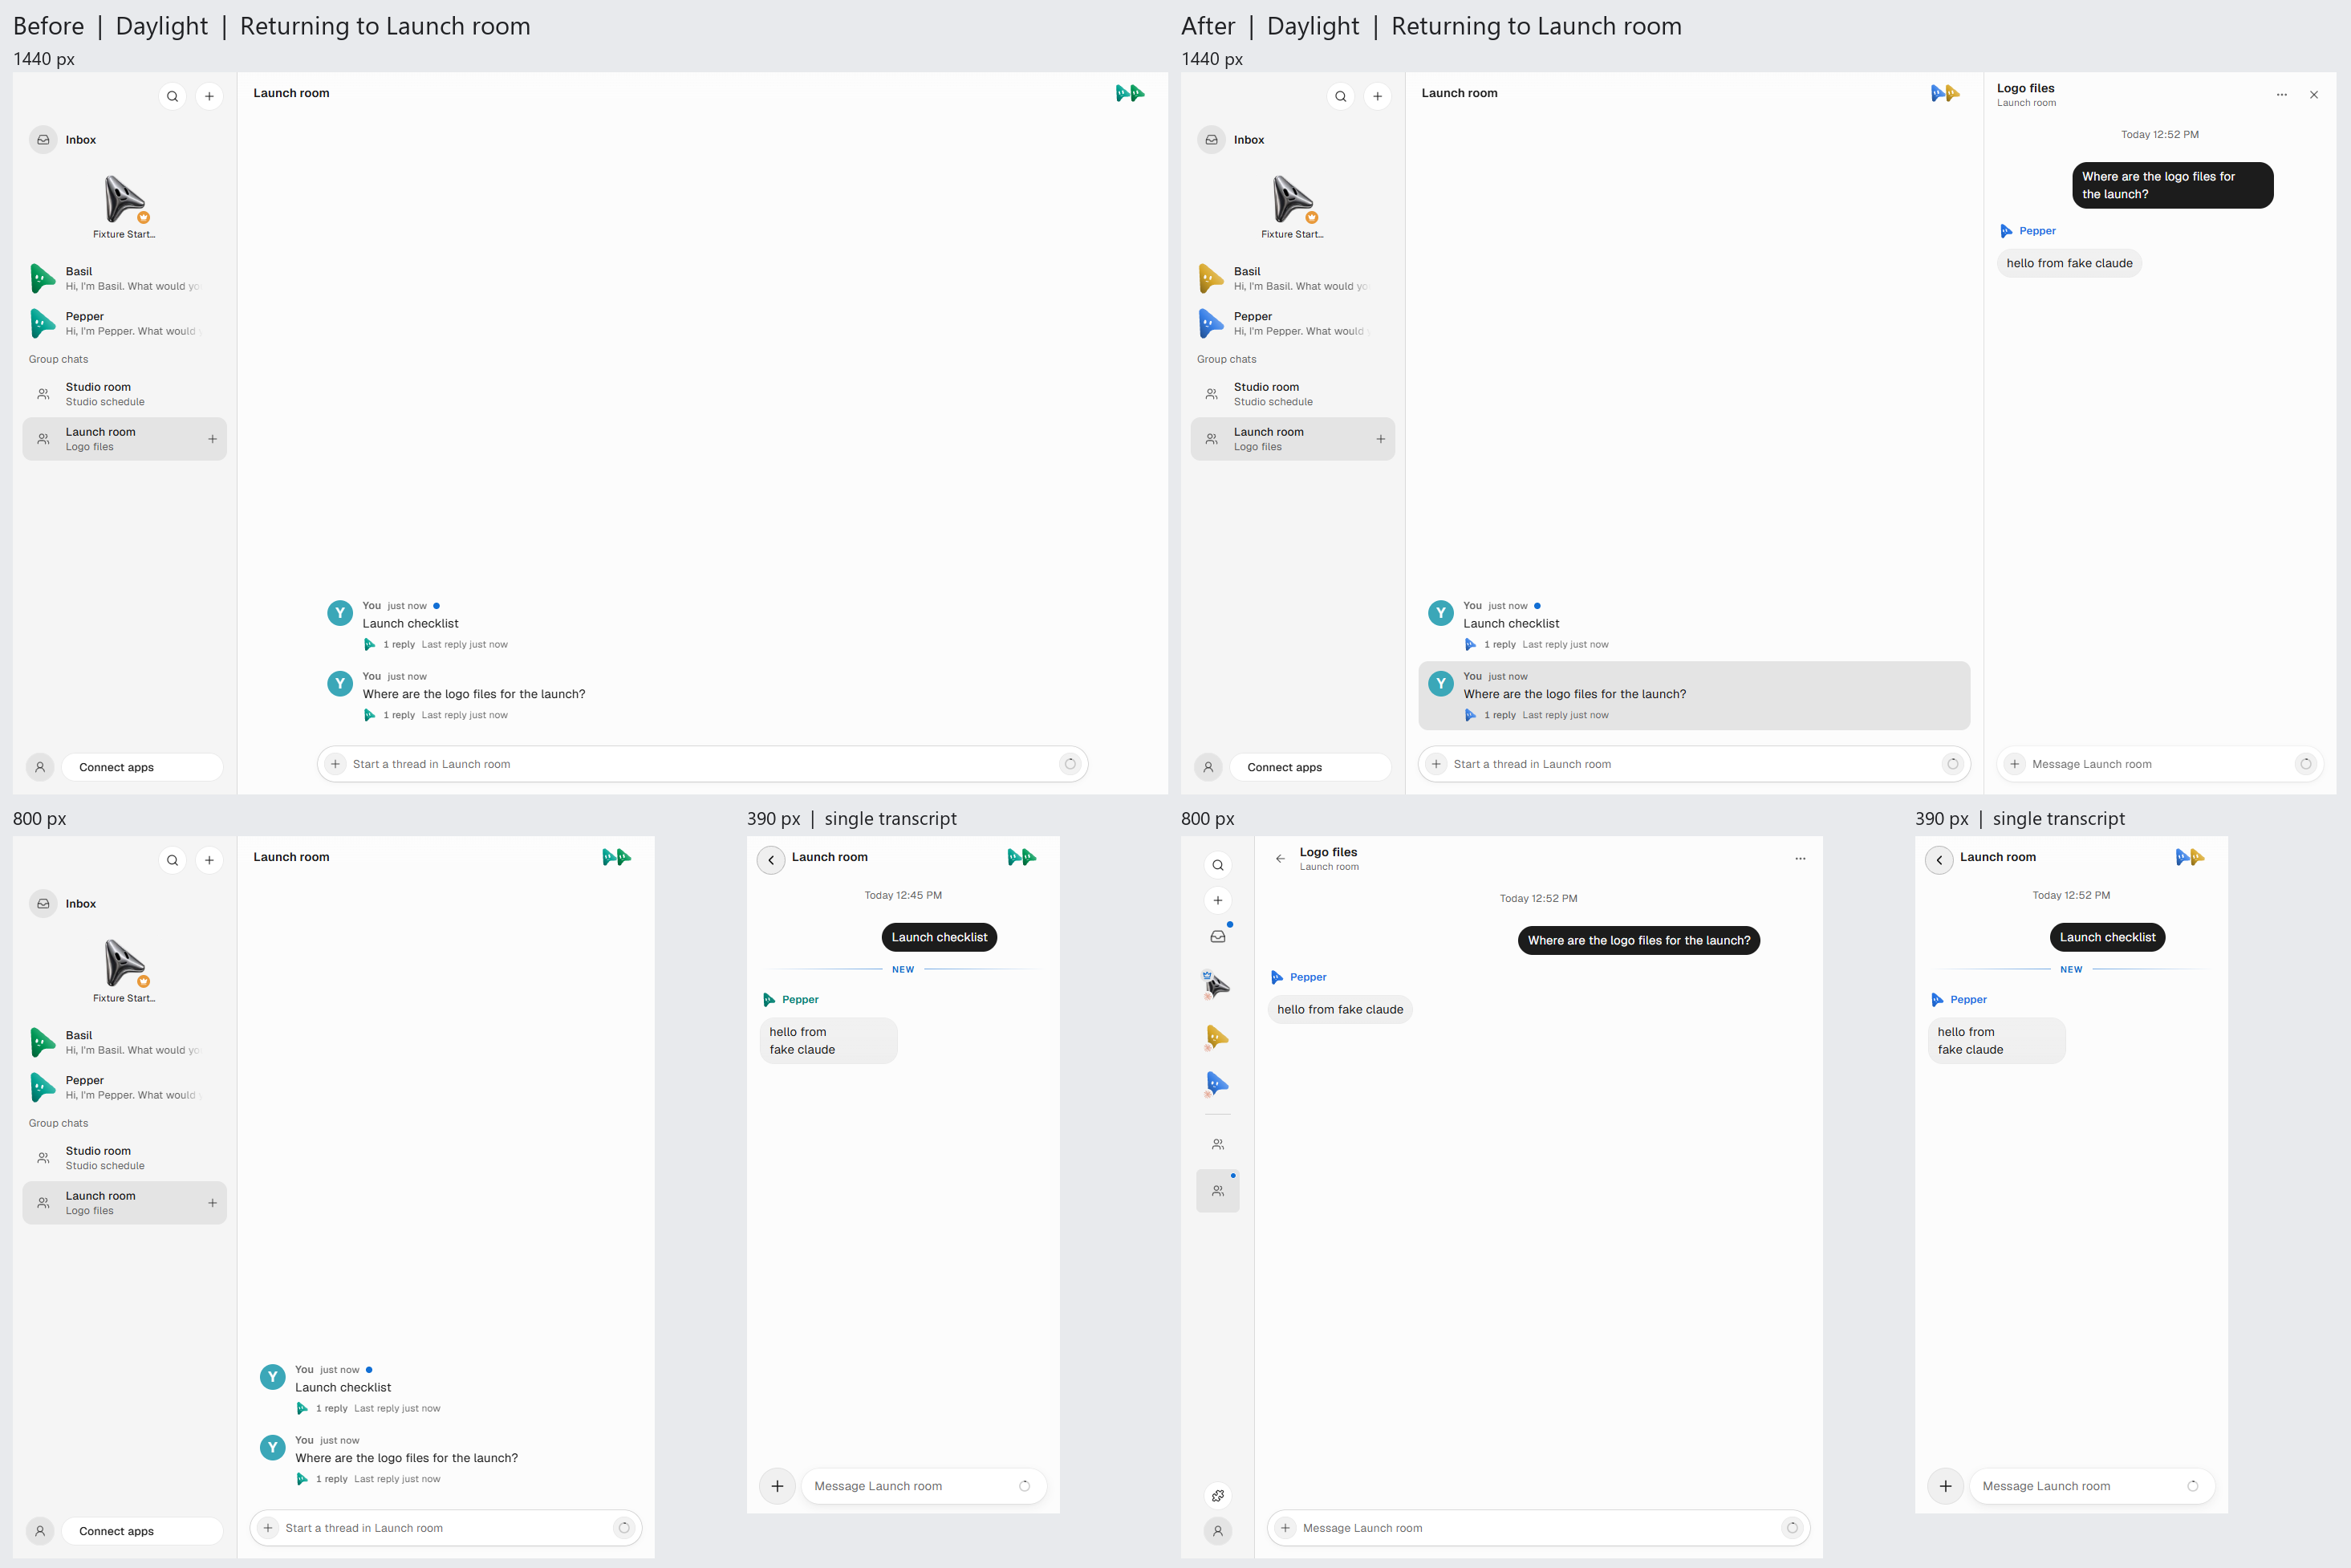 Before | Daylight | Returning to Launch room
1440 px
Launch room
Inbox
Fixture Start...
Basil
Hi, I'm Basil. What would yo
Pepper
Hi, I'm Pepper. What would
Group chats
Studio room
Studio schedule
Launch room
Logo files
Connect apps
You just now
Launch checklist
1 reply Last reply just now
You just now
Where are the logo files for the launch?
1 reply Last reply just now
Start a thread in Launch room
After | Daylight | Returning to Launch room
1440 px
Launch room
Inbox
Fixture Start...
Basil
Hi, I'm Basil. What would yo
Pepper
Hi, I'm Pepper. What would
Group chats
Studio room
Studio schedule
Launch room
Logo files
Connect apps
You just now
Launch checklist
1 reply Last reply just now
You just now
Where are the logo files for the launch?
1 reply Last reply just now
Start a thread in Launch room
Logo files
Launch room
Today 12:52 PM
Where are the logo files for
the launch?
Pepper
hello from fake claude
Message Launch room
800 px
Launch room
Inbox
Fixture Start...
Basil
Hi, I'm Basil. What would yo
Pepper
Hi, I'm Pepper. What would
Group chats
Studio room
Studio schedule
Launch room
Logo files
Connect apps
You just now
Launch checklist
1 reply Last reply just now
You just now
Where are the logo files for the launch?
1 reply Last reply just now
Start a thread in Launch room
390 px | single transcript
Launch room
Today 12:45 PM
Launch checklist
NEW
Pepper
hello from
fake claude
Message Launch room
800 px
Logo files
Launch room
Today 12:52 PM
Where are the logo files for the launch?
Pepper
hello from fake claude
Message Launch room
390 px | single transcript
Launch room
Today 12:52 PM
Launch checklist
NEW
Pepper
hello from
fake claude
Message Launch room